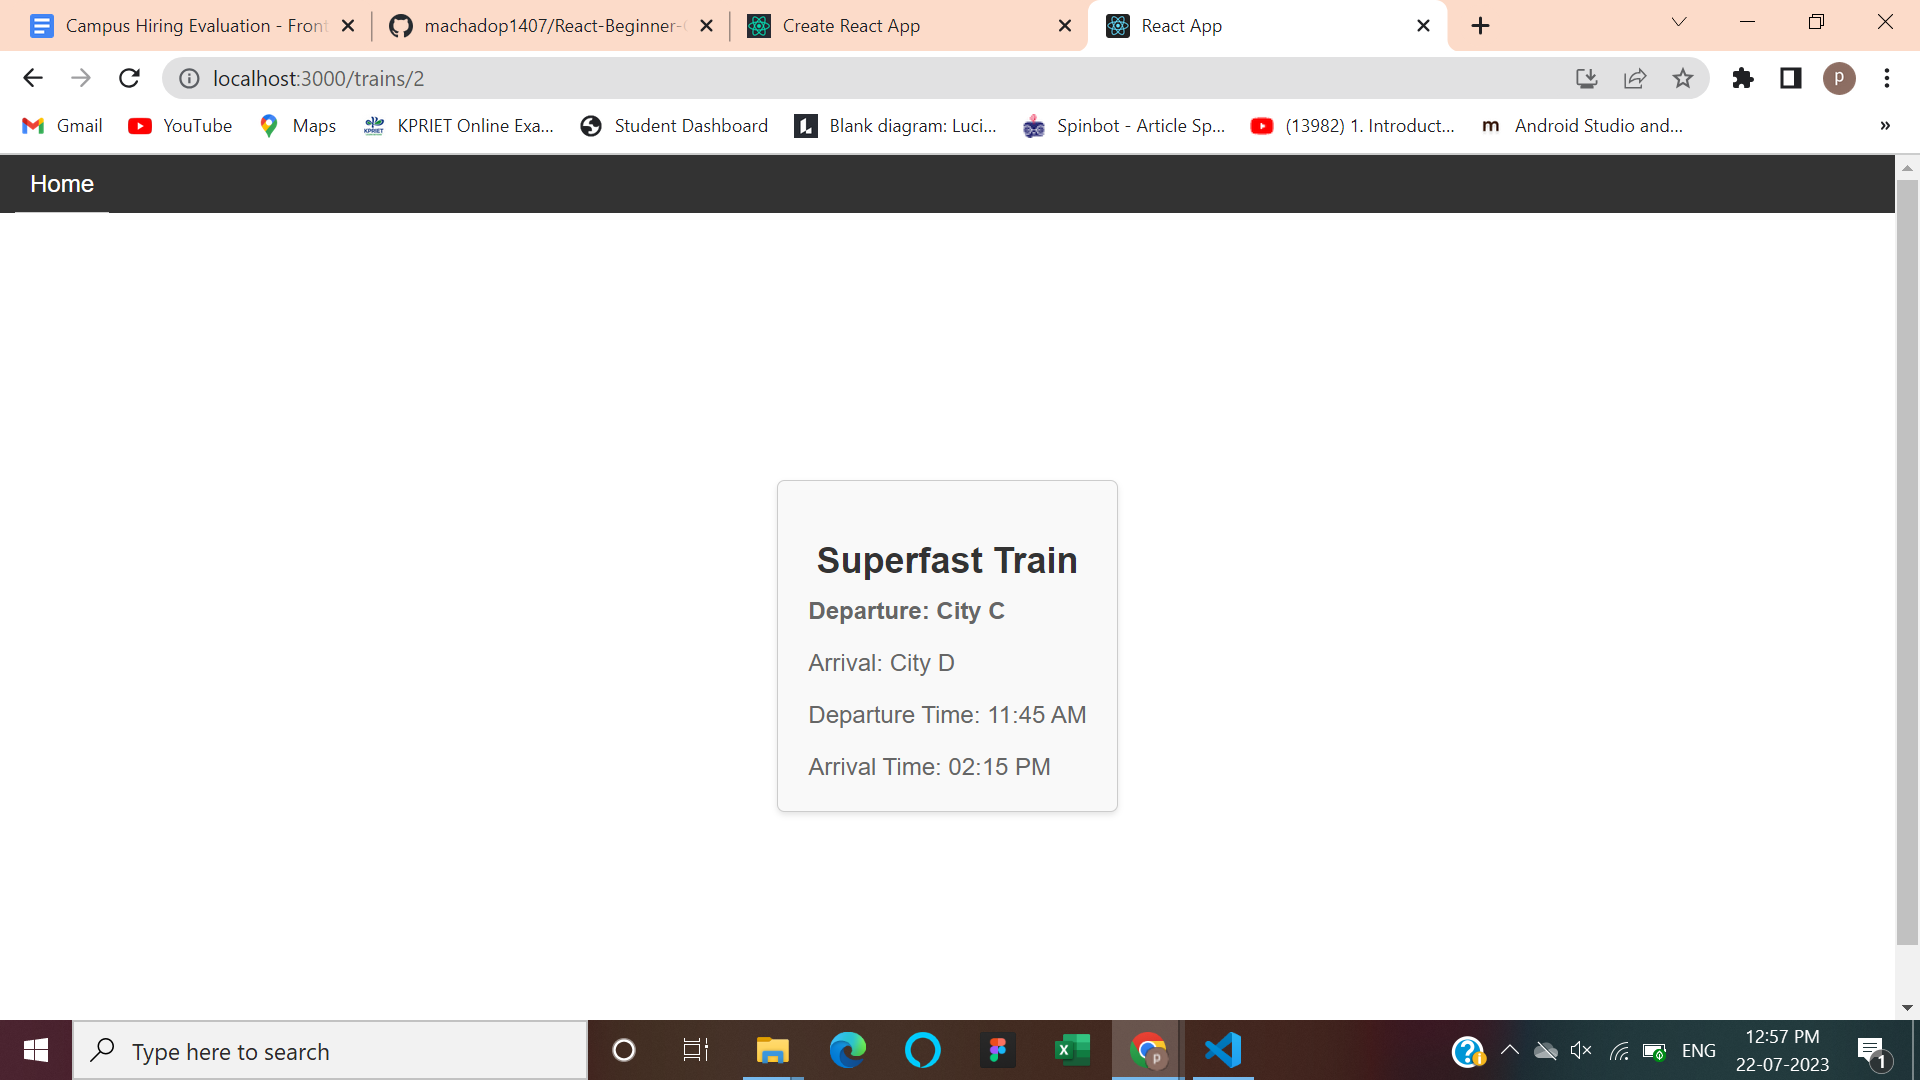 Campus Hiring Evaluation - Front
machadop1407/React-Beginner-
Create React App
React App
localhost:3000/trains/2
p
Gmail
YouTube
Maps
KPRIET Online Exa...
Student Dashboard
Blank diagram: Luci...
Spinbot - Article Sp...
(13982) 1. Introduct...
m
Android Studio and...
»
Home
Superfast Train
Departure: City C
Arrival: City D
Departure Time: 11:45 AM
Arrival Time: 02:15 PM
Type here to search
p
ENG
12:57 PM
22-07-2023
1